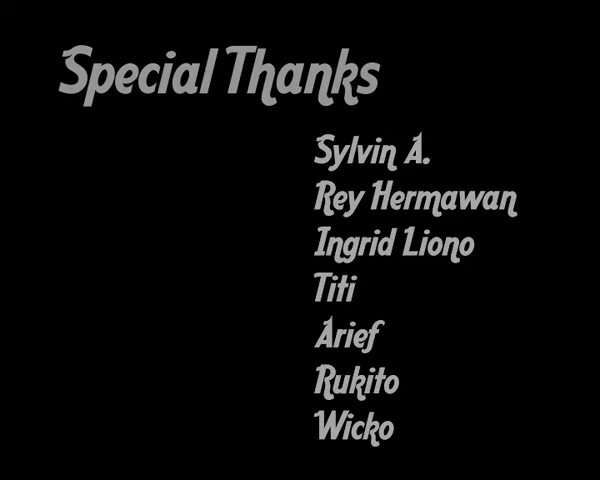 Special Thanks
Sylvin A.
Rey Hermawan
Ingrid Liono
Titi
Arief
Rukito
Wicko